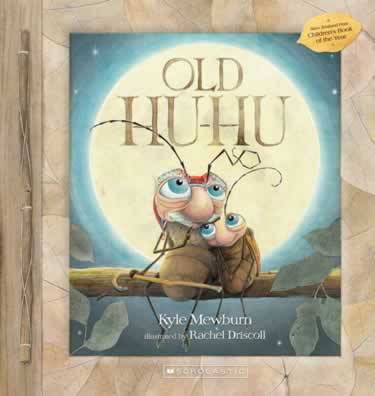 New Zealand Post
Children's Book
of the Year
OLD
HU-HU
Kyle Mewburn
illustrated by Rachel Driscoll
SCHOLASTIC